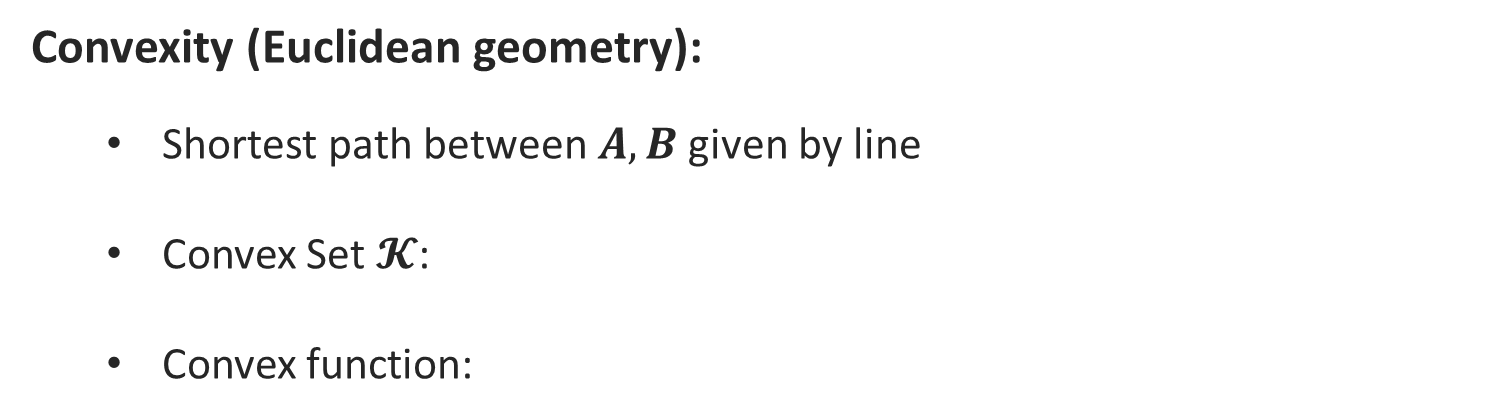 Convexity (Euclidean geometry):
• Shortest path between 𝑨, 𝑩 given by line
• Convex Set 𝓚:
• Convex function: